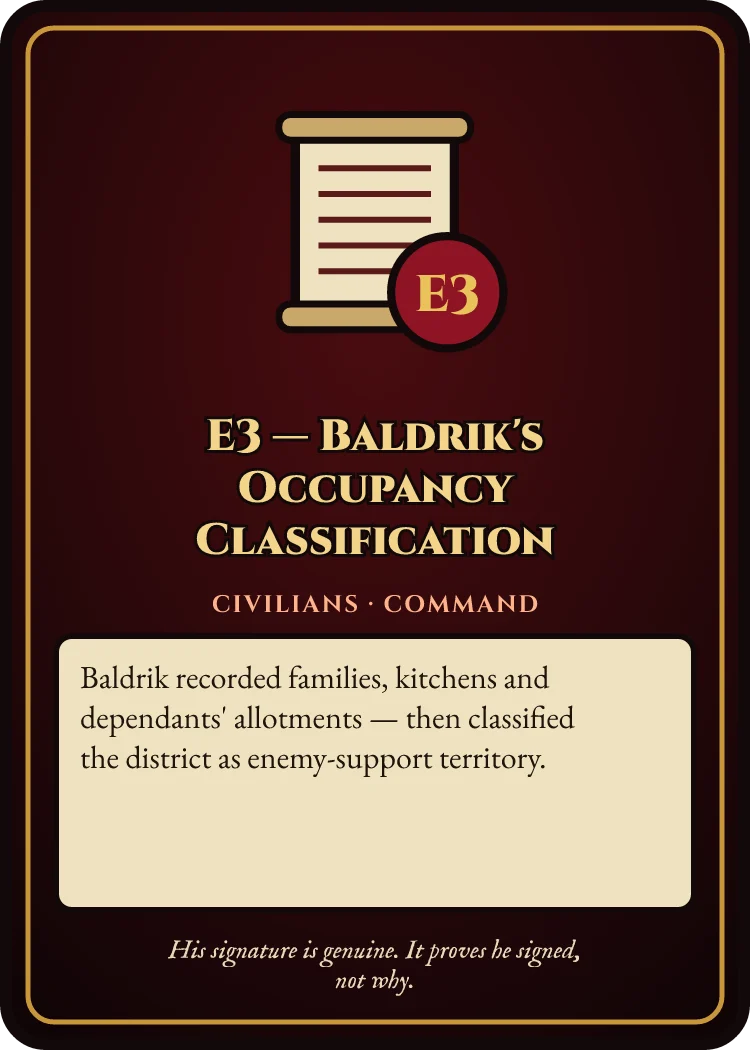 E3
E3 — Baldrik's
Occupancy
Classification
CIVILIANS · COMMAND
Baldrik recorded families, kitchens and
dependants' allotments — then classified
the district as enemy-support territory.
His signature is genuine. It proves he signed,
not why.